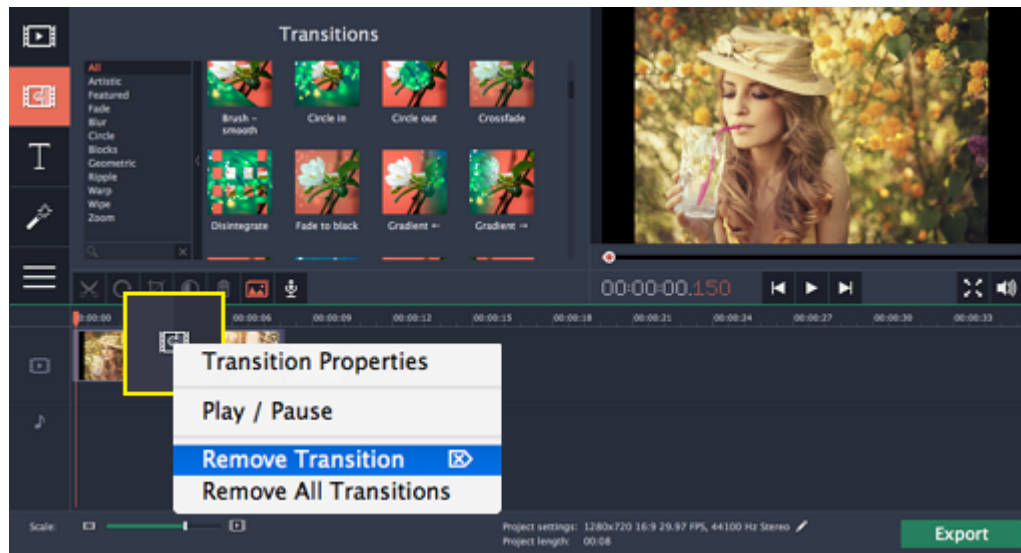 Transitions
All
Artistic
Featured
Fade
Blur
Circle
Blocks
Geometric
Ripple
Warp
Wipe
Zoom
Brush –
smooth
Circle in
Circle out
Crossfade
Disintegrate
Fade to black
Gradient ←
Gradient →
T
00:00:00.150
0:00:00
00:00:06
00:00:09
00:00:12
00:00:15
00:00:18
00:00:21
00:00:24
00:00:27
00:00:30
00:00:33
Transition Properties
Play / Pause
Remove Transition
Remove All Transitions
Scale:
Project settings: 1280x720 16:9 29.97 FPS, 44100 Hz Stereo
Project length: 00:08
Export